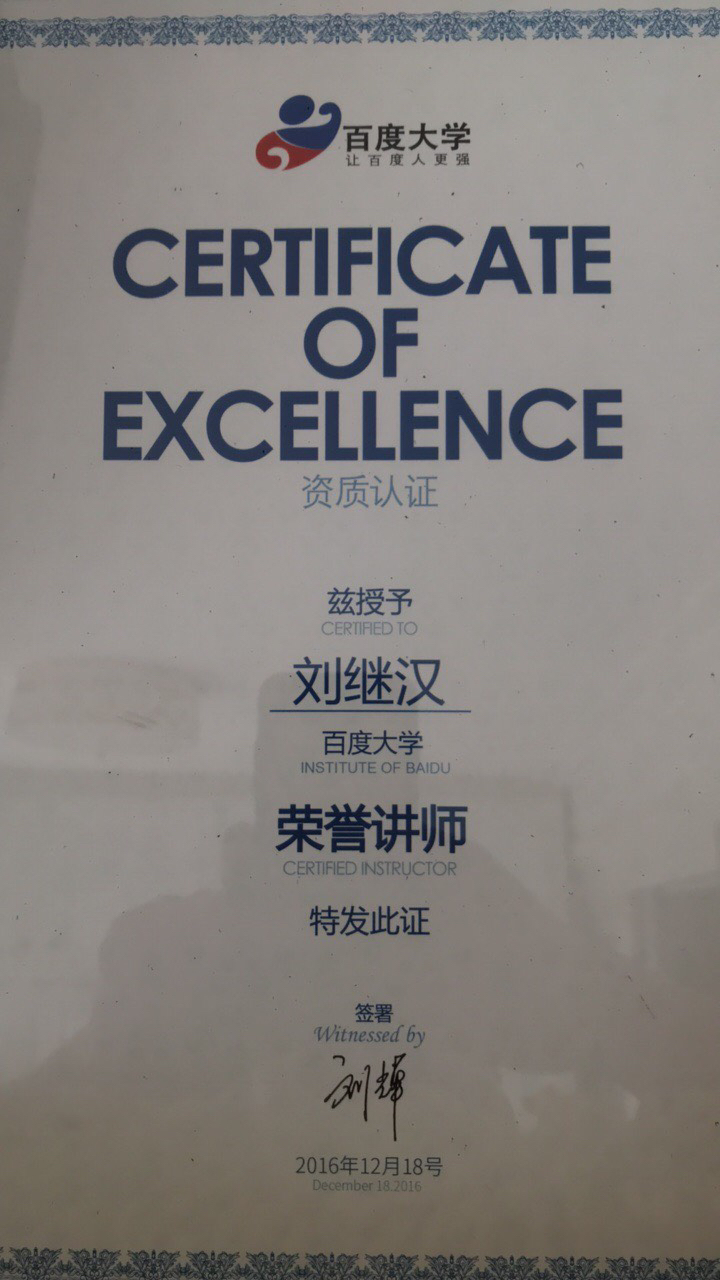 百度大学
让百度人更强
CERTIFICATE
OF
EXCELLENCE
资质认证
兹授予
CERTIFIED TO
刘继汉
百度大学
INSTITUTE OF BAIDU
荣誉讲师
CERTIFIED INSTRUCTOR
特发此证
签署
Witnessed by
刘辉
2016年12月18号
December 18,2016